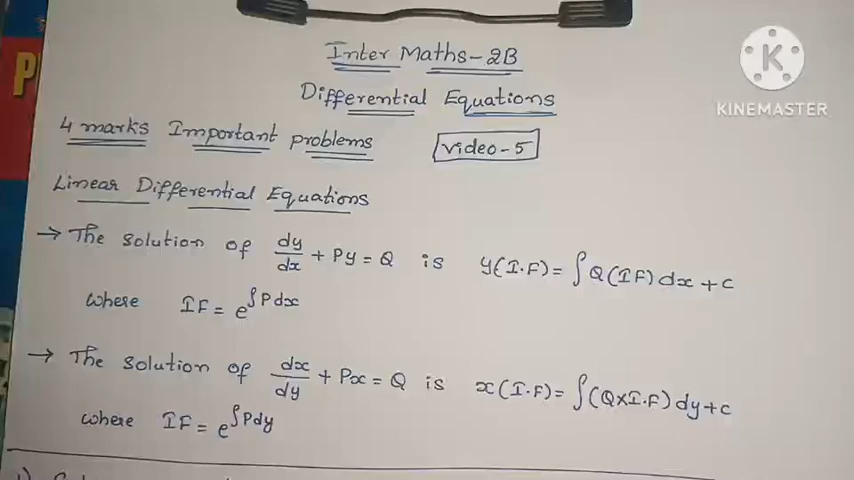 Inter Maths-2B
KINEMASTER
Differential Equations
4 marks Important problems video-5
Linear Differential Equations
→ The solution of dy/dx + Py = Q is y(I.F) = ∫Q(IF)dx + c
where IF = e^∫Pdx
→ The solution of dx/dy + Px = Q is x(I.F) = ∫(Q×I.F)dy+c
where IF = e^∫Pdy